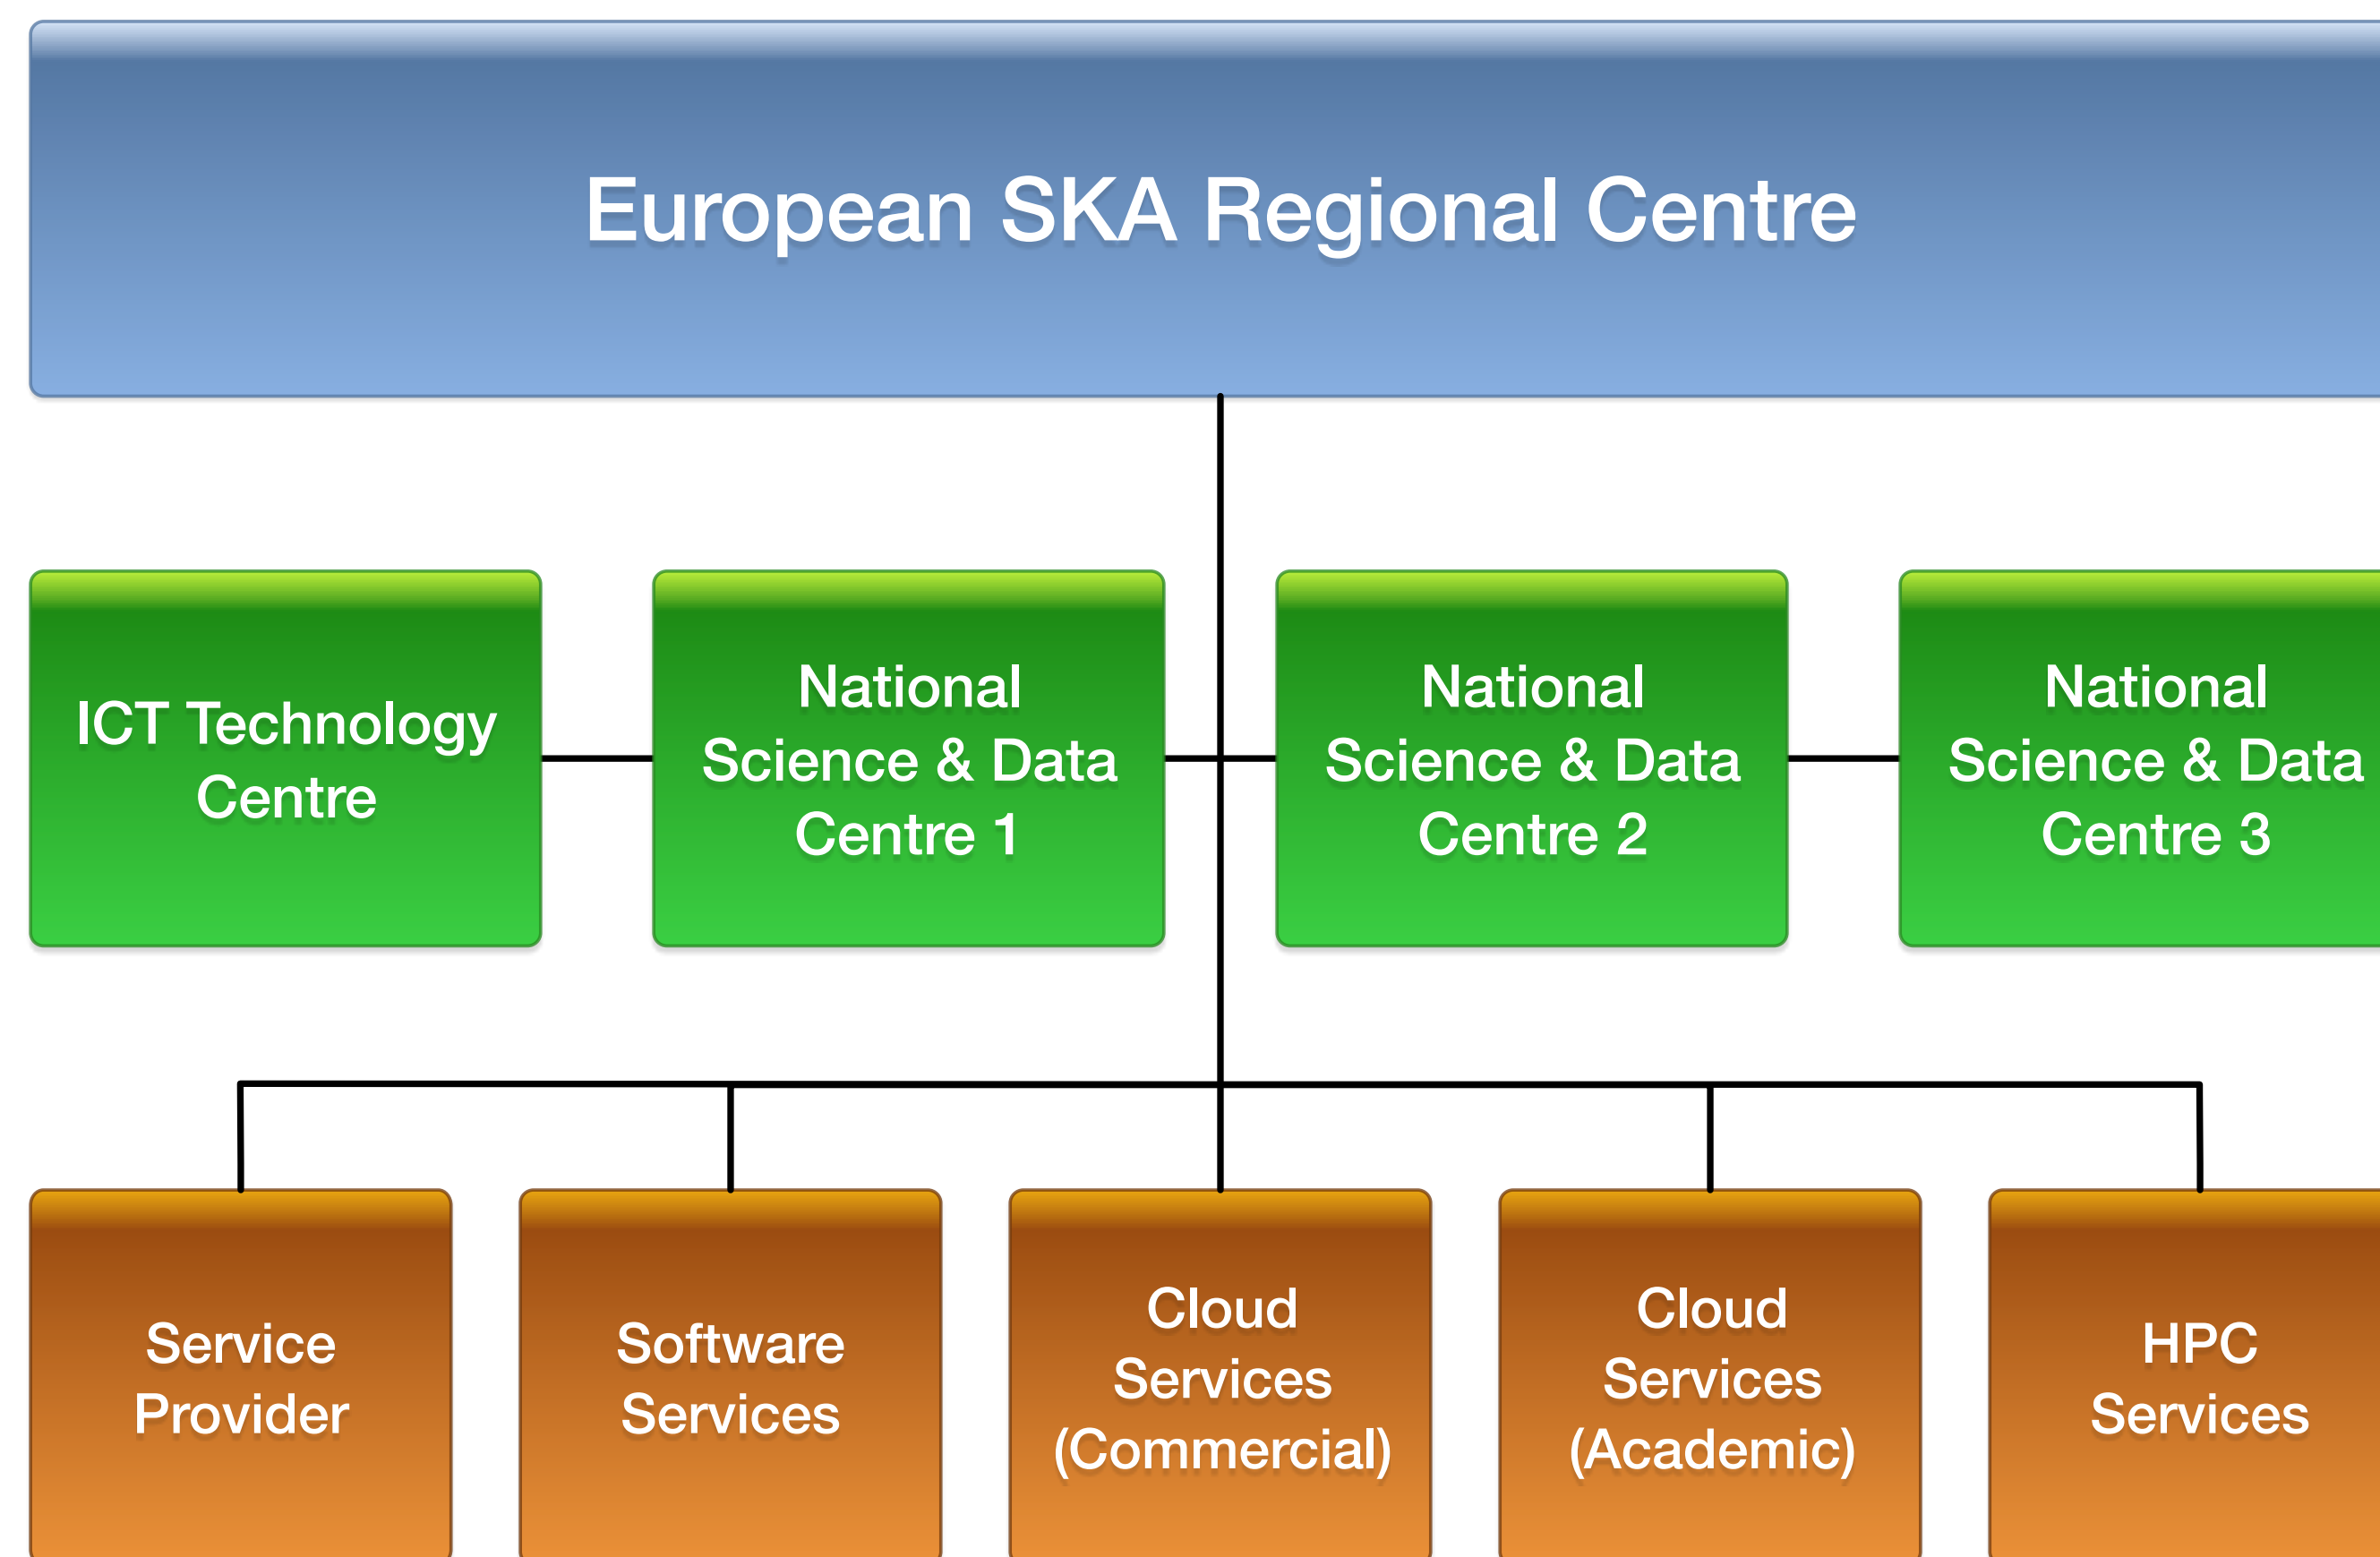 European SKA Regional Centre
ICT Technology
Centre
National
Science & Data
Centre 1
National
Science & Data
Centre 2
National
Science & Data
Centre 3
Service
Provider
Software
Services
Cloud
Services
(Commercial)
Cloud
Services
(Academic)
HPC
Services